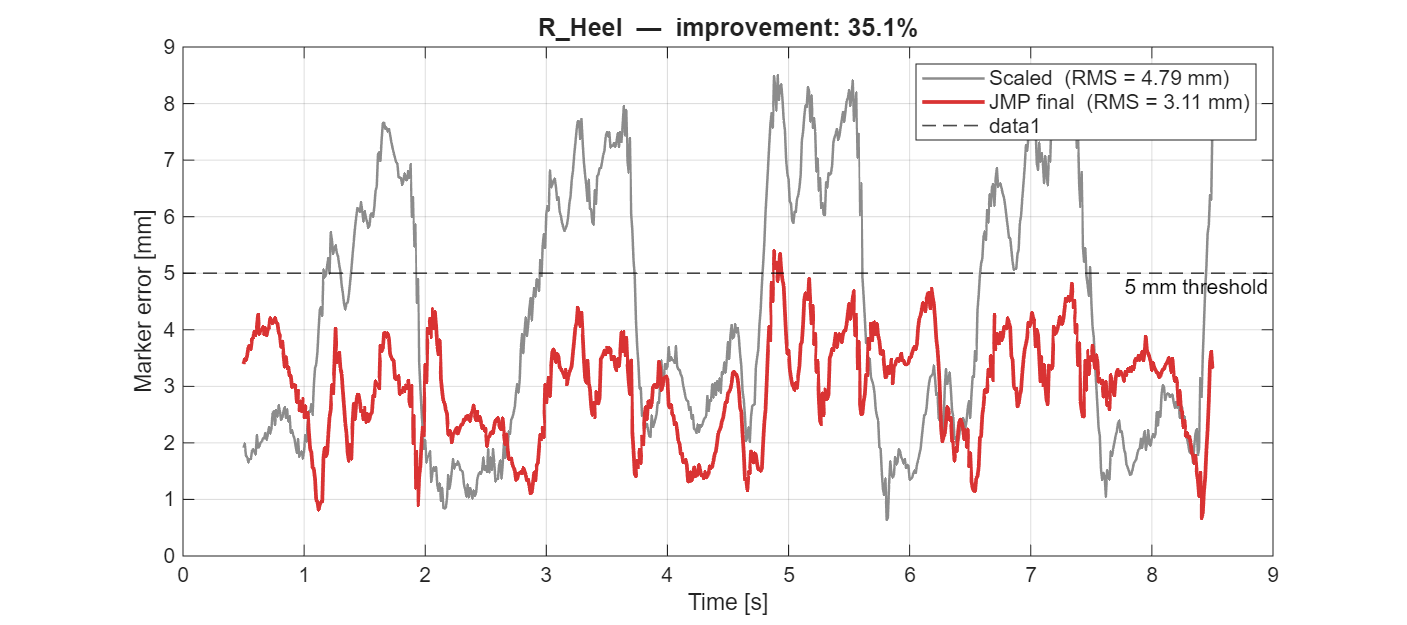 R_Heel — improvement: 35.1%
9
8
7
6
5
4
3
2
1
0
Marker error [mm]
Scaled (RMS = 4.79 mm)
JMP final (RMS = 3.11 mm)
data1
5 mm threshold
0 1 2 3 4 5 6 7 8 9
Time [s]